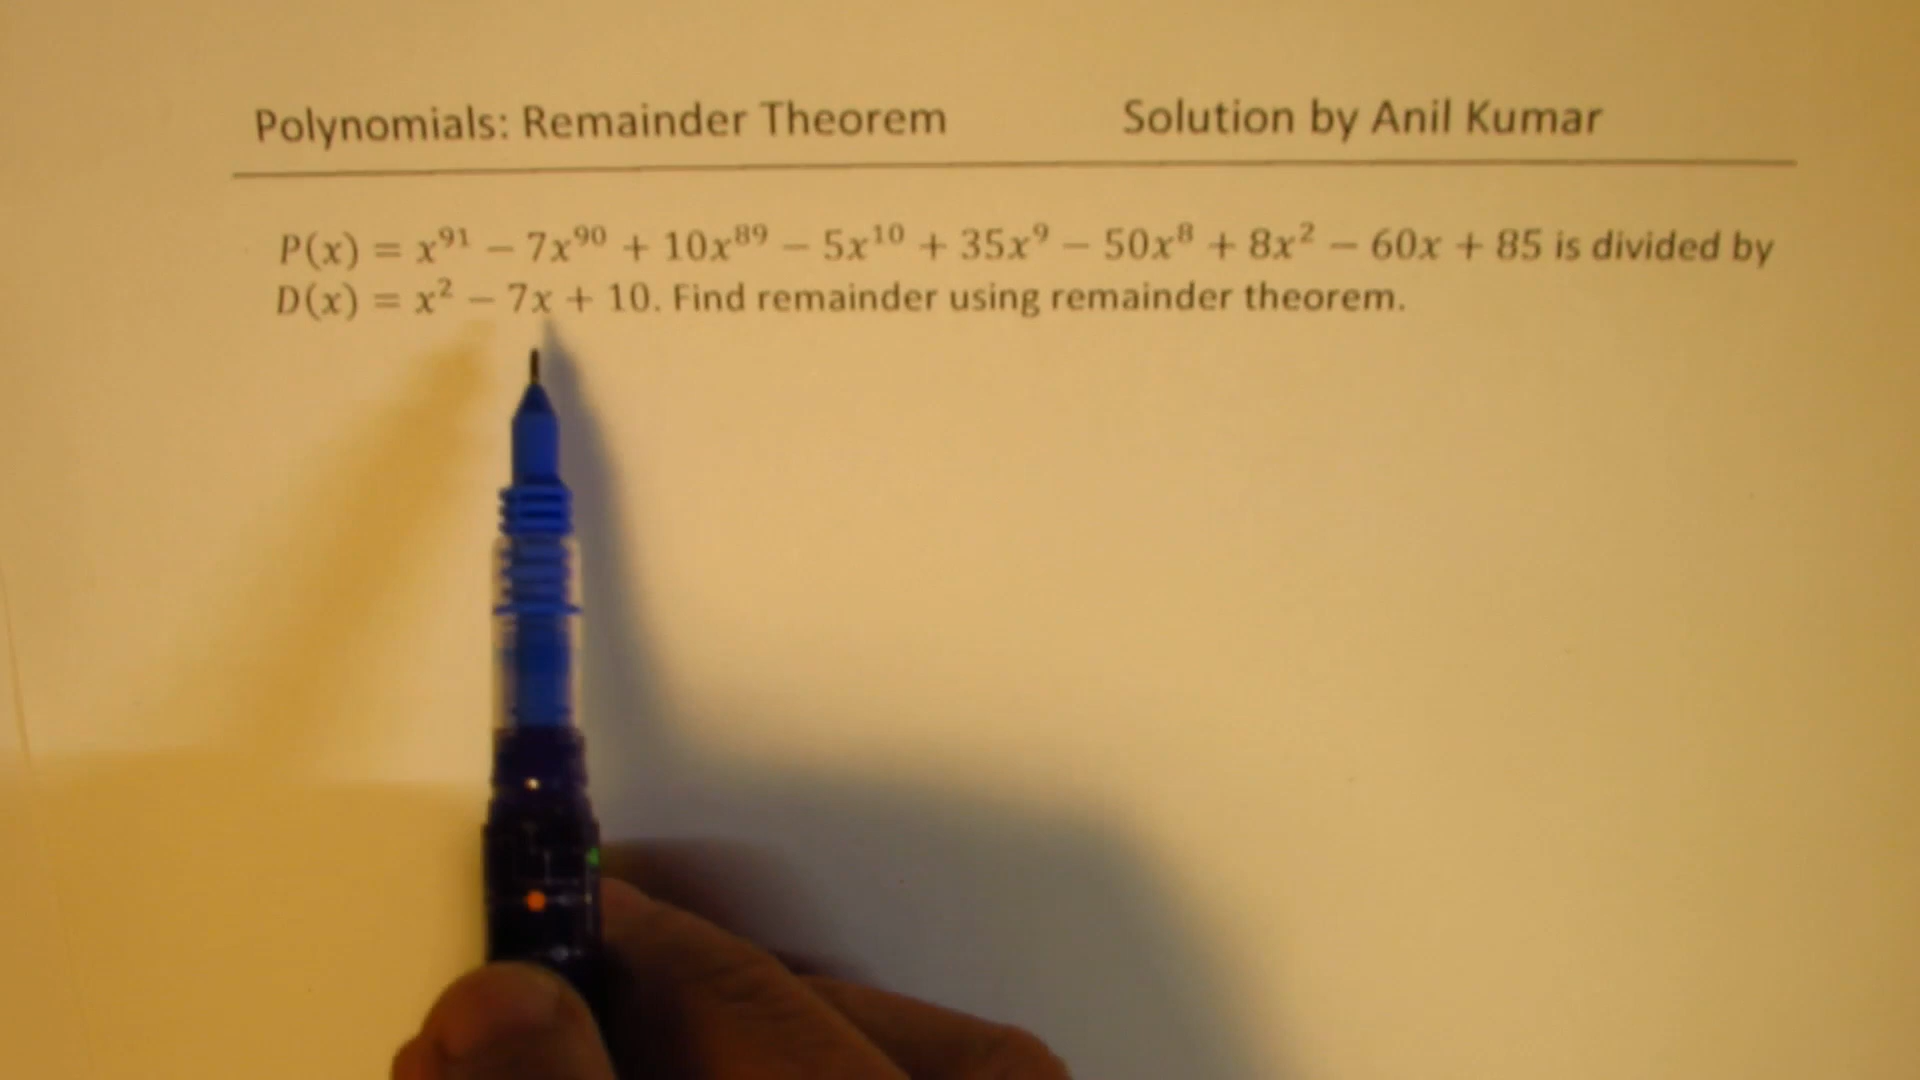 Polynomials: Remainder Theorem Solution by Anil Kumar
P(x) = x⁹¹ − 7x⁹⁰ + 10x⁸⁹ − 5x¹⁰ + 35x⁹ − 50x⁸ + 8x² − 60x + 85 is divided by
D(x) = x² − 7x + 10. Find remainder using remainder theorem.